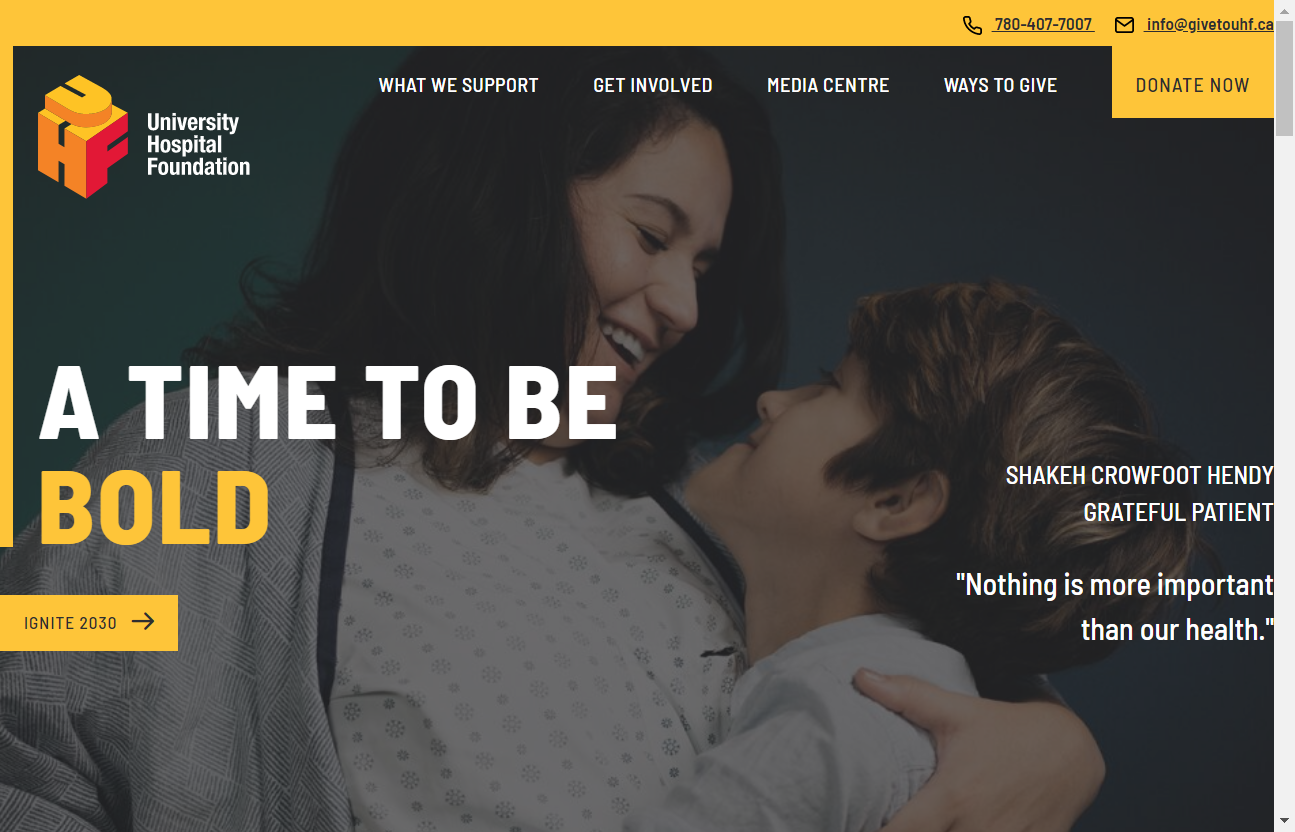 780-407-7007 info@givetouhf.ca
WHAT WE SUPPORT GET INVOLVED MEDIA CENTRE WAYS TO GIVE DONATE NOW
UHF
University
Hospital
Foundation
A TIME TO BE
BOLD
SHAKEH CROWFOOT HENDY
GRATEFUL PATIENT
"Nothing is more important
than our health."
IGNITE 2030